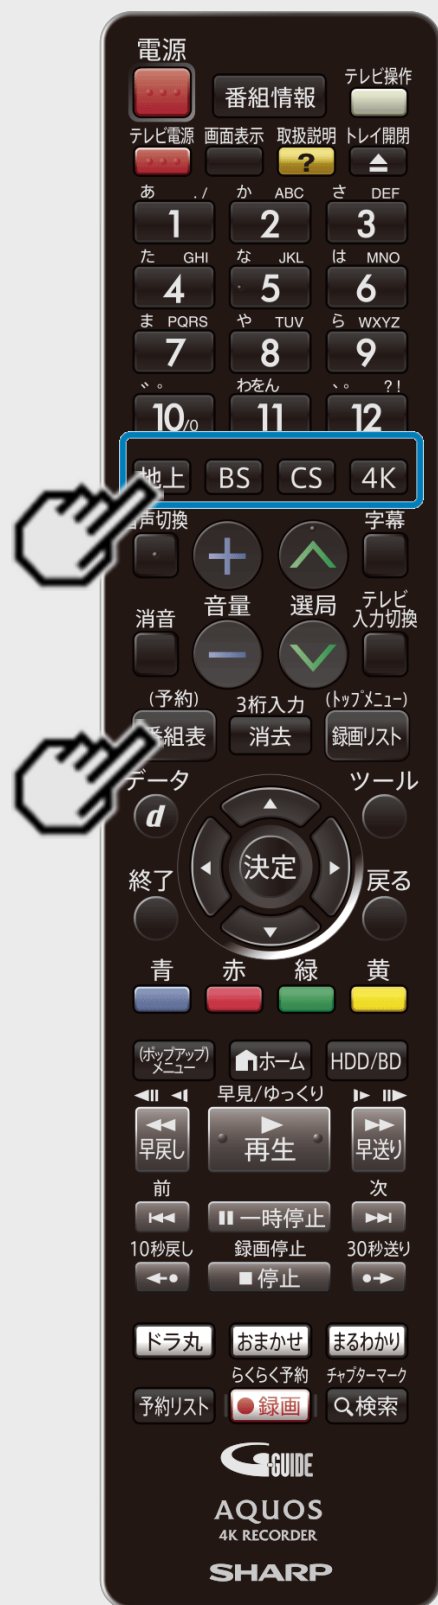 電源
番組情報
テレビ操作
テレビ電源 画面表示 取扱説明 トレイ開閉
?
あ ./ か ABC さ DEF
1 2 3
た GHI な JKL は MNO
4 5 6
ま PQRS や TUV ら WXYZ
7 8 9
゛゜ わをん 、。 ?!
10/0 11 12
地上 BS CS 4K
声切換 字幕
消音 音量 選局 テレビ
入力切換
(予約) 3桁入力 (トップメニュー)
組表 消去 録画リスト
データ ツール
d
決定
終了 戻る
青 赤 緑 黄
(ポップアップ)
メニュー ホーム HDD/BD
早見/ゆっくり
早戻し 再生 早送り
前 次
一時停止
10秒戻し 録画停止 30秒送り
停止
ドラ丸 おまかせ まるわかり
らくらく予約 チャプターマーク
予約リスト 録画 検索
G-GUIDE
AQUOS
4K RECORDER
SHARP